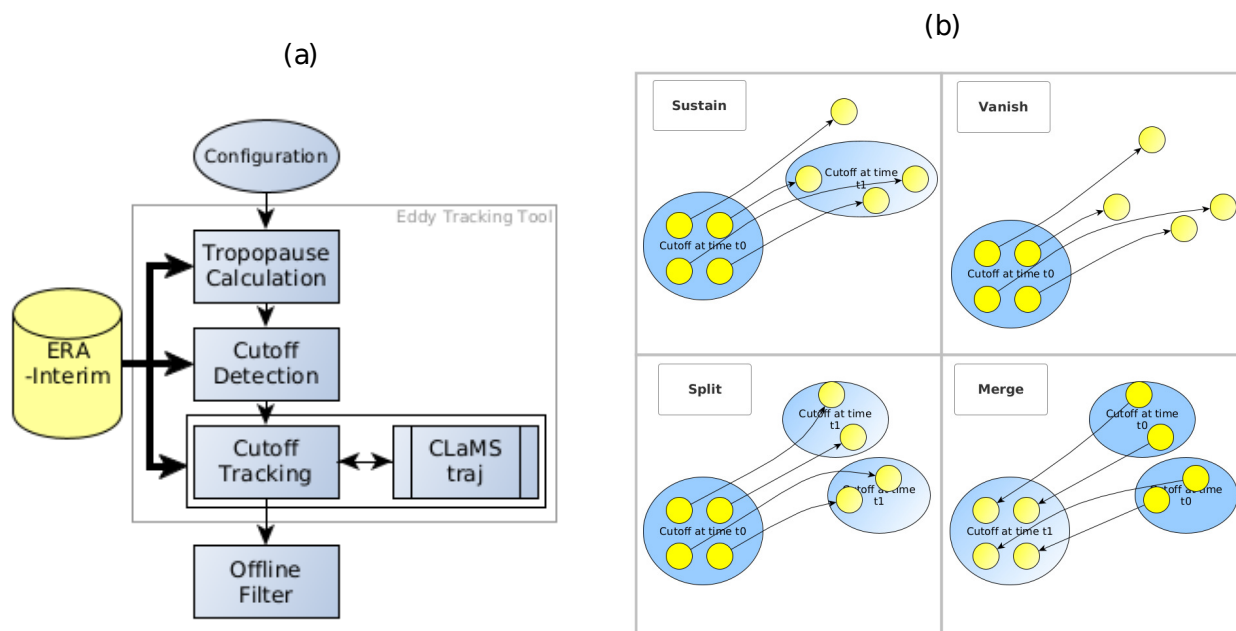 (a)
Configuration
Eddy Tracking Tool
Tropopause
Calculation
ERA
-Interim
Cutoff
Detection
Cutoff
Tracking
CLaMS
traj
Offline
Filter
(b)
Sustain
Cutoff at time
t1
Cutoff at time t0
Vanish
Cutoff at time t0
Split
Cutoff at time
t1
Cutoff at time
t1
Cutoff at time t0
Merge
Cutoff at time
t0
Cutoff at time
t0
Cutoff at time t1